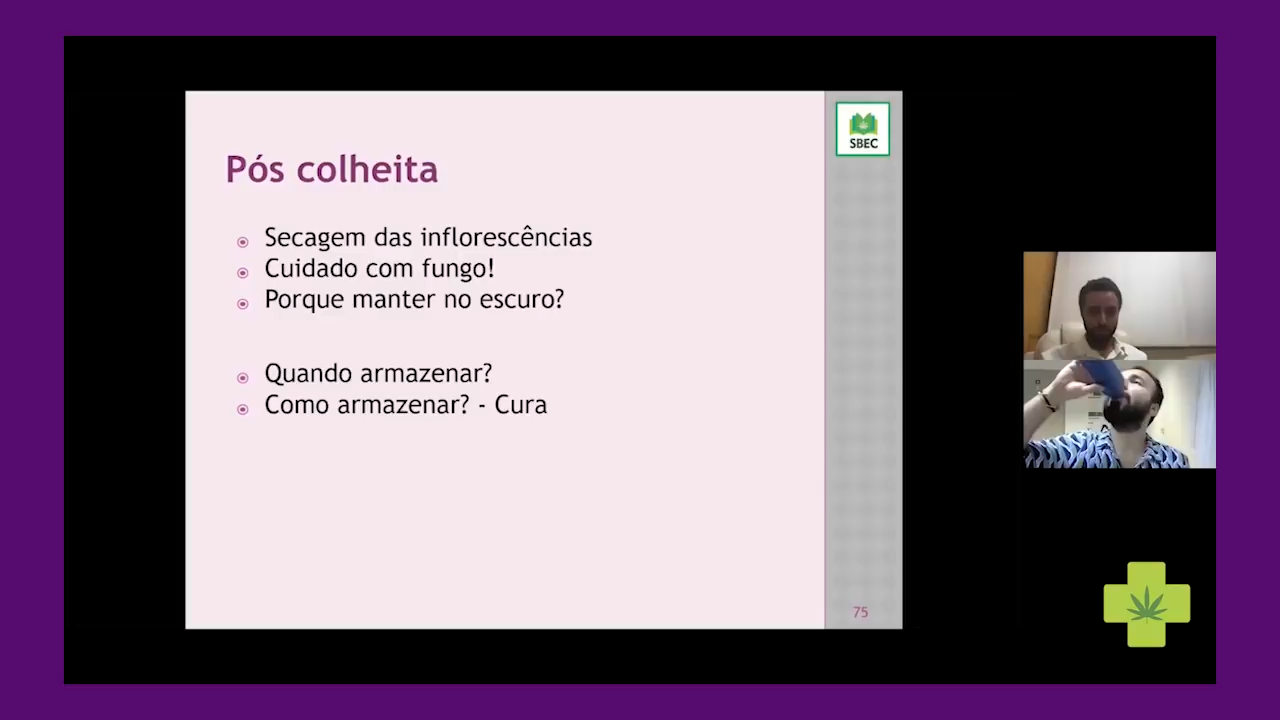 SBEC
Pós colheita
Secagem das inflorescências
Cuidado com fungo!
Porque manter no escuro?
Quando armazenar?
Como armazenar? - Cura
75